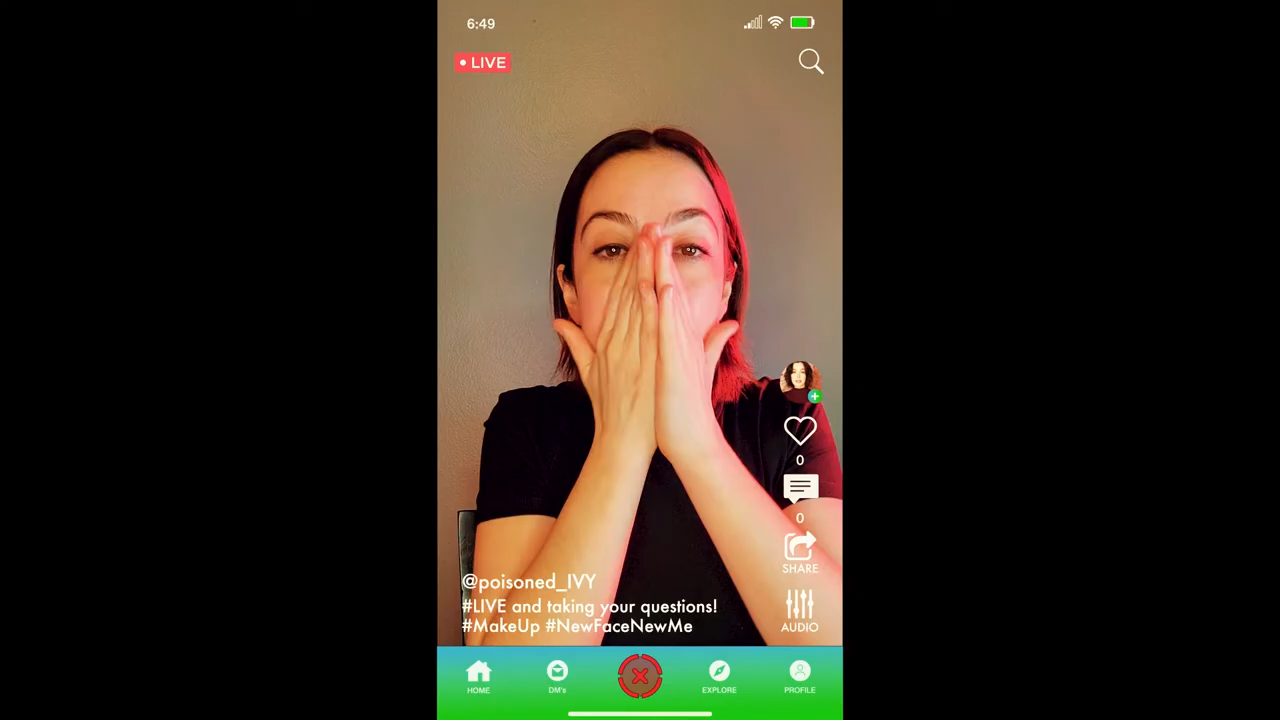 6:49
LIVE
0
0
SHARE
AUDIO
@poisoned_IVY
#LIVE and taking your questions!
#MakeUp #NewFaceNewMe
HOME
DM's
EXPLORE
PROFILE